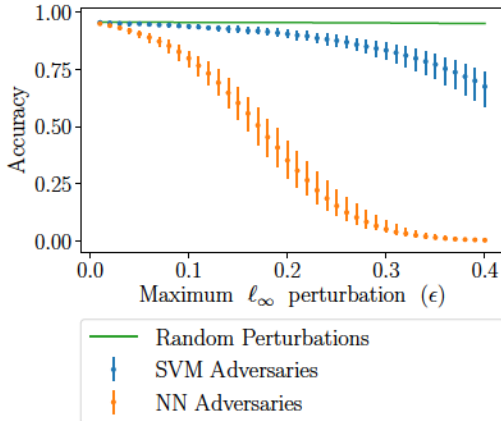 1.00
0.75
0.50
0.25
0.00
Accuracy
0.0 0.1 0.2 0.3 0.4
Maximum ℓ∞ perturbation (ϵ)
Random Perturbations
SVM Adversaries
NN Adversaries